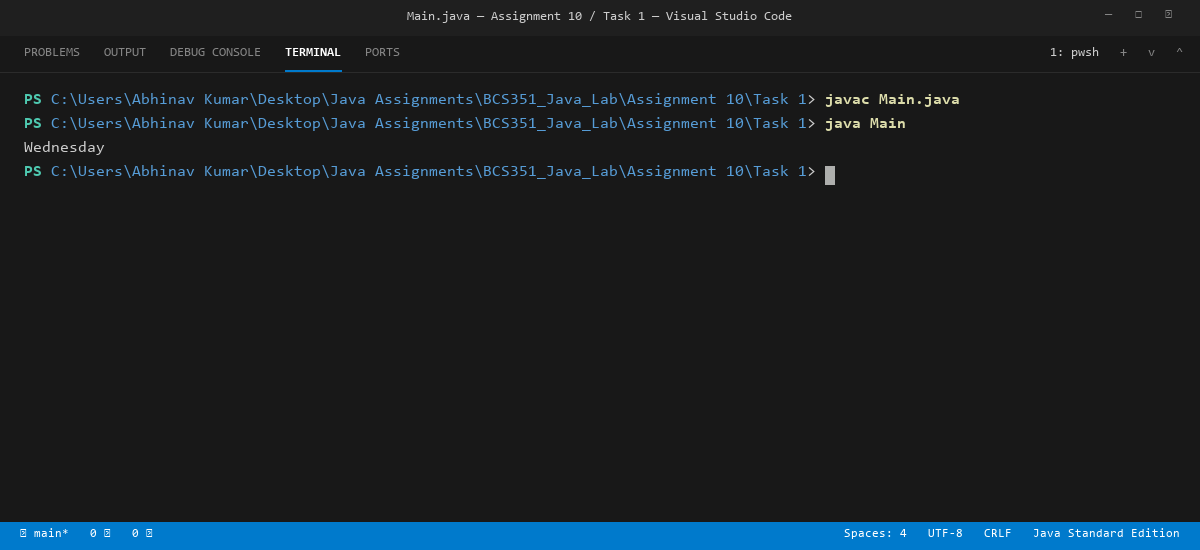 Main.java — Assignment 10 / Task 1 — Visual Studio Code
PROBLEMS OUTPUT DEBUG CONSOLE TERMINAL PORTS 1: pwsh + v ^
PS C:\Users\Abhinav Kumar\Desktop\Java Assignments\BCS351_Java_Lab\Assignment 10\Task 1> javac Main.java
PS C:\Users\Abhinav Kumar\Desktop\Java Assignments\BCS351_Java_Lab\Assignment 10\Task 1> java Main
Wednesday
PS C:\Users\Abhinav Kumar\Desktop\Java Assignments\BCS351_Java_Lab\Assignment 10\Task 1>
main* 0 0 Spaces: 4 UTF-8 CRLF Java Standard Edition